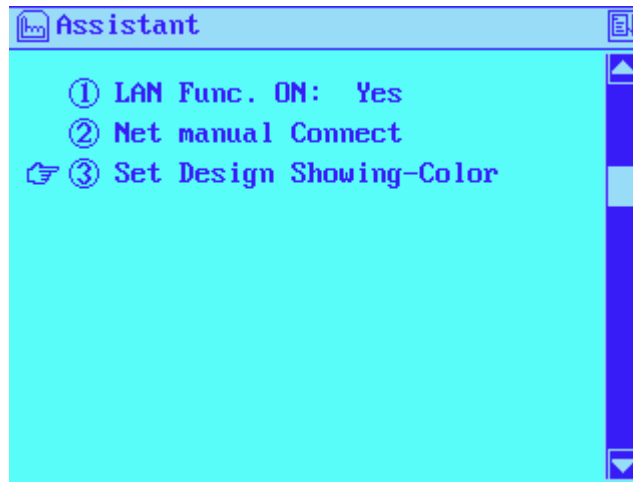 Assistant
① LAN Func. ON: Yes
② Net manual Connect
③ Set Design Showing-Color